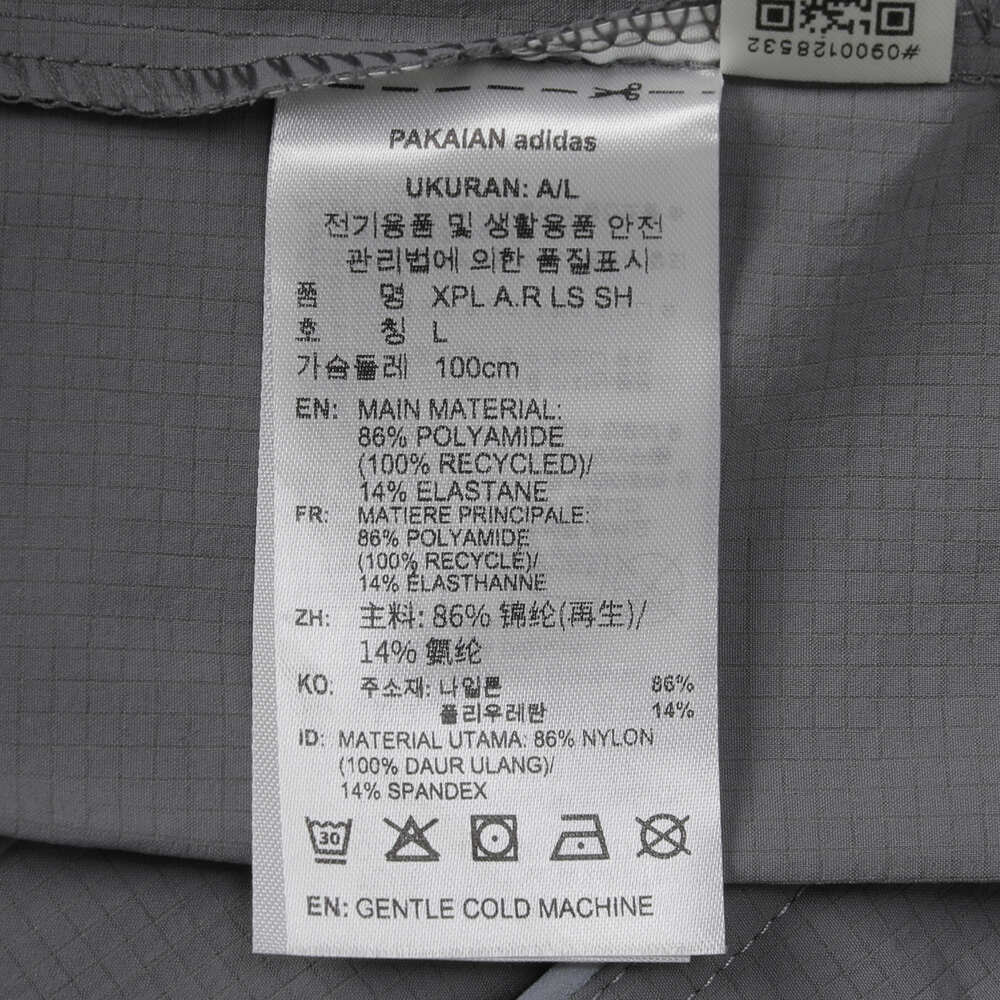 #0900128532
PAKAIAN adidas
UKURAN: A/L
전기용품 및 생활용품 안전
관리법에 의한 품질표시
품 명 XPL A.R LS SH
호 칭 L
가슴둘레 100cm
EN: MAIN MATERIAL:
86% POLYAMIDE
(100% RECYCLED)/
14% ELASTANE
FR: MATIERE PRINCIPALE:
86% POLYAMIDE
(100% RECYCLÉ)/
14% ÉLASTHANNE
ZH: 主料: 86% 锦纶(再生)/
14% 氨纶
KO: 주소재: 나일론 86%
폴리우레탄 14%
ID: MATERIAL UTAMA: 86% NYLON
(100% DAUR ULANG)/
14% SPANDEX
30
EN: GENTLE COLD MACHINE